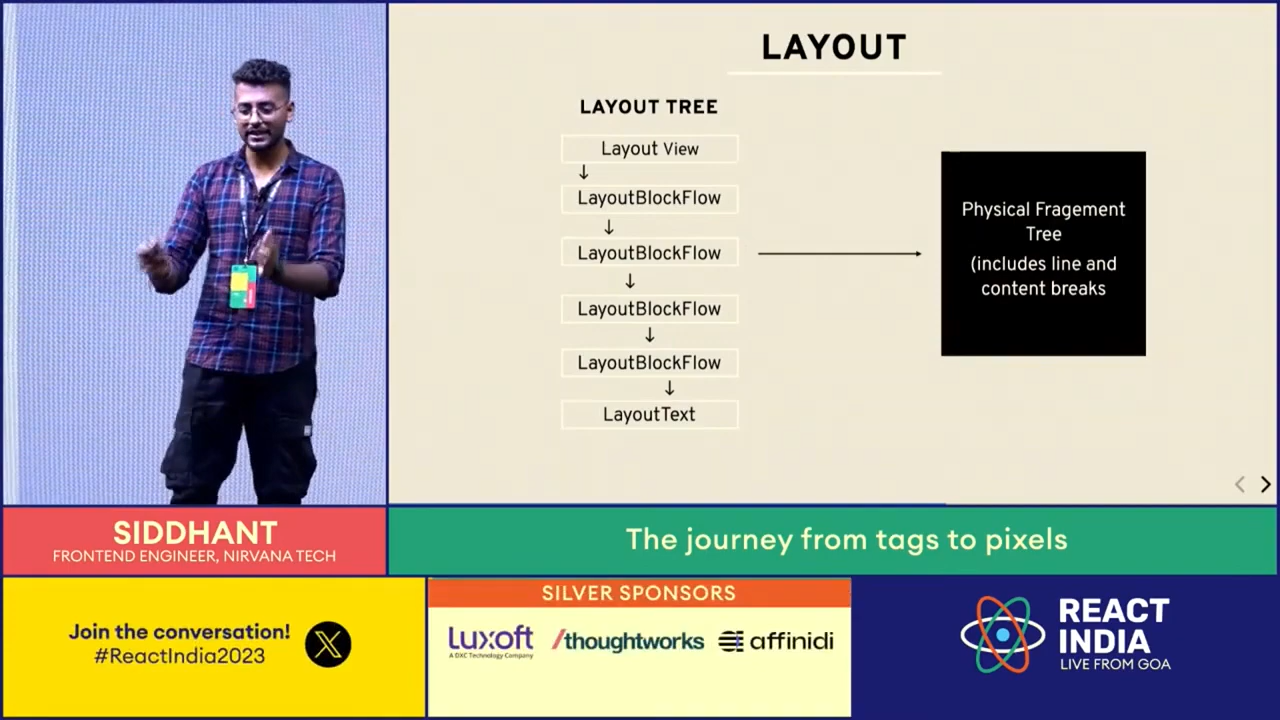 LAYOUT
LAYOUT TREE
Layout View
↓
LayoutBlockFlow
↓
LayoutBlockFlow
↓
LayoutBlockFlow
↓
LayoutBlockFlow
↓
LayoutText
Physical Fragement
Tree
(includes line and
content breaks
SIDDHANT
FRONTEND ENGINEER, NIRVANA TECH
The journey from tags to pixels
Join the conversation!
#ReactIndia2023
SILVER SPONSORS
Luxoft
A DXC Technology Company
/thoughtworks
affinidi
REACT
INDIA
LIVE FROM GOA